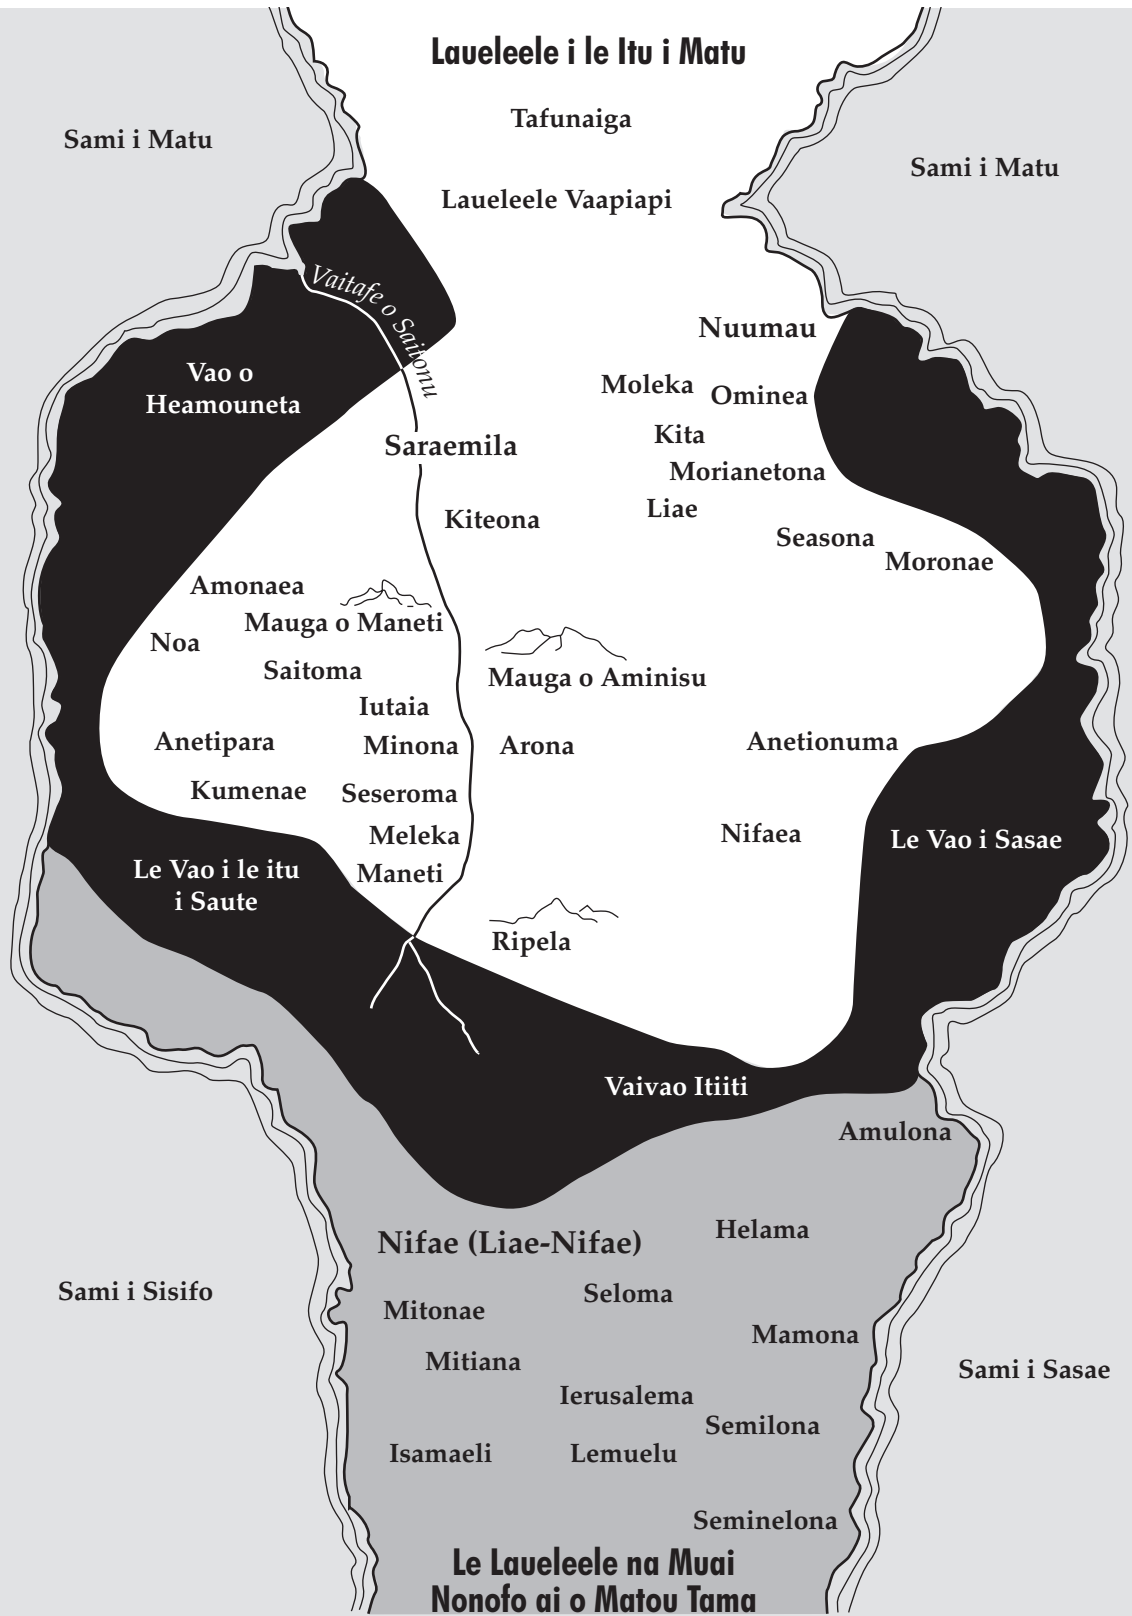 Laueleele i le Itu i Matu
Tafunaiga
Sami i Matu
Sami i Matu
Laueleele Vaapiapi
Vaitafe o Saitonu
Nuumau
Vao o
Heamouneta
Moleka
Ominea
Kita
Saraemila
Morianetona
Liae
Kiteona
Seasona
Moronae
Amonaea
Mauga o Maneti
Noa
Saitoma
Mauga o Aminisu
Iutaia
Anetipara
Minona
Arona
Anetionuma
Kumenae
Seseroma
Meleka
Nifaea
Le Vao i Sasae
Le Vao i le itu
i Saute
Maneti
Ripela
Vaivao Itiiti
Amulona
Helama
Nifae (Liae-Nifae)
Sami i Sisifo
Seloma
Mitonae
Mamona
Mitiana
Sami i Sasae
Ierusalema
Semilona
Isamaeli
Lemuelu
Seminelona
Le Laueleele na Muai
Nonofo ai o Matou Tama